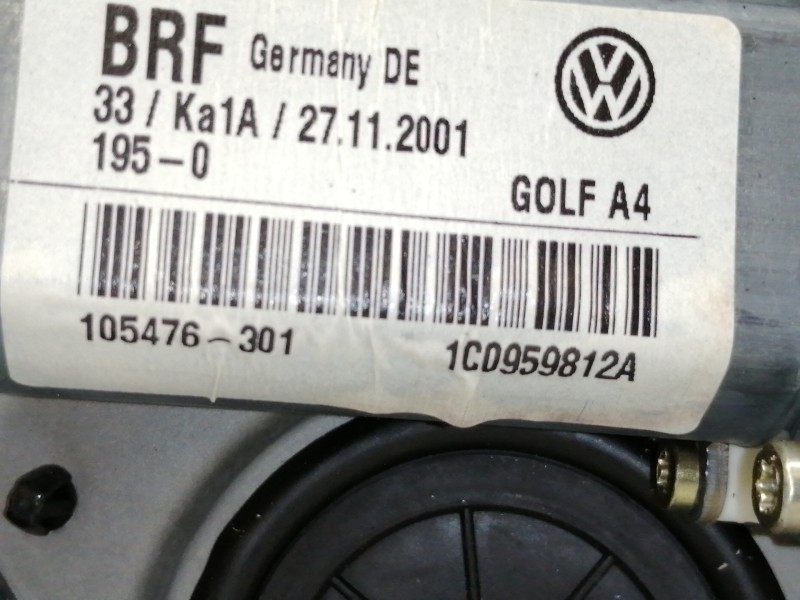 BRF Germany DE
33 / Ka1A / 27.11.2001
195-0
GOLF A4
105476-301 1C0959812A